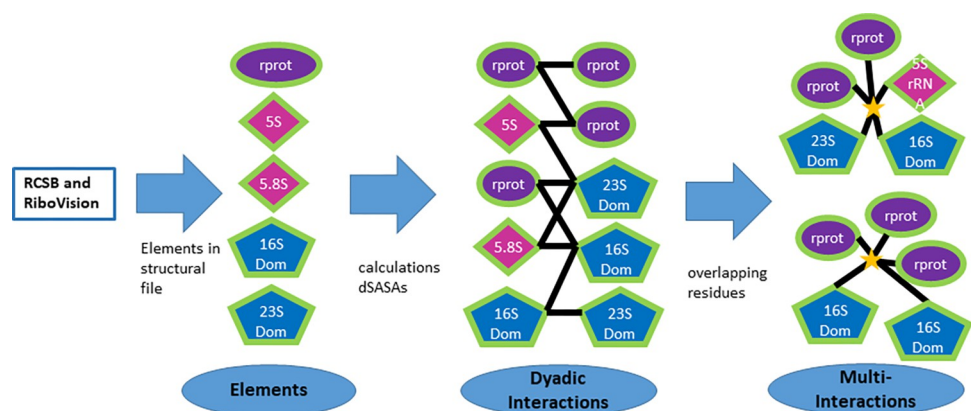 RCSB and
RiboVision
Elements in
structural
file
rprot
5S
5.8S
16S
Dom
23S
Dom
Elements
calculations
dSASAs
rprot
rprot
5S
rprot
rprot
23S
Dom
5.8S
16S
Dom
16S
Dom
23S
Dom
Dyadic
Interactions
overlapping
residues
rprot
rprot
5S
rRN
A
23S
Dom
16S
Dom
rprot
rprot
rprot
16S
Dom
16S
Dom
Multi-
Interactions